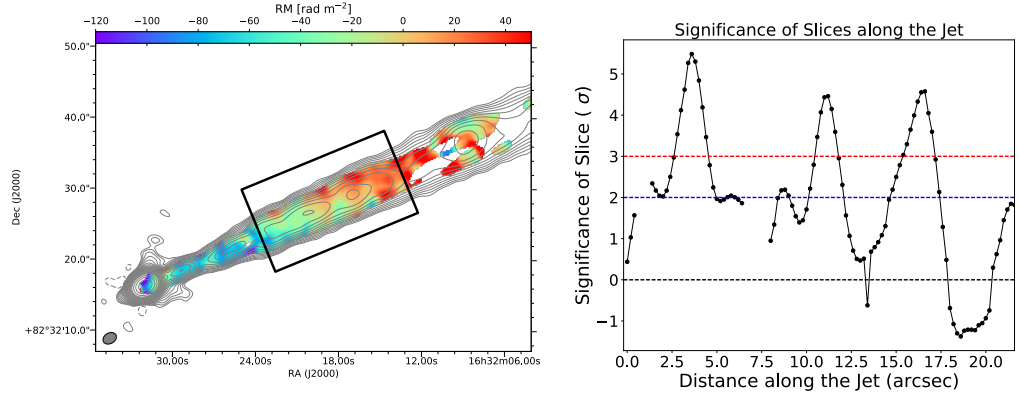 RM [rad m⁻²]
−120 −100 −80 −60 −40 −20 0 20 40
50.0"
40.0"
30.0"
20.0"
+82°32'10.0"
Dec (J2000)
30.00s 24.00s 18.00s 12.00s 16h32m06.00s
RA (J2000)
Significance of Slices along the Jet
5
4
3
2
1
0
−1
Significance of Slice ( σ)
0.0 2.5 5.0 7.5 10.0 12.5 15.0 17.5 20.0
Distance along the Jet (arcsec)